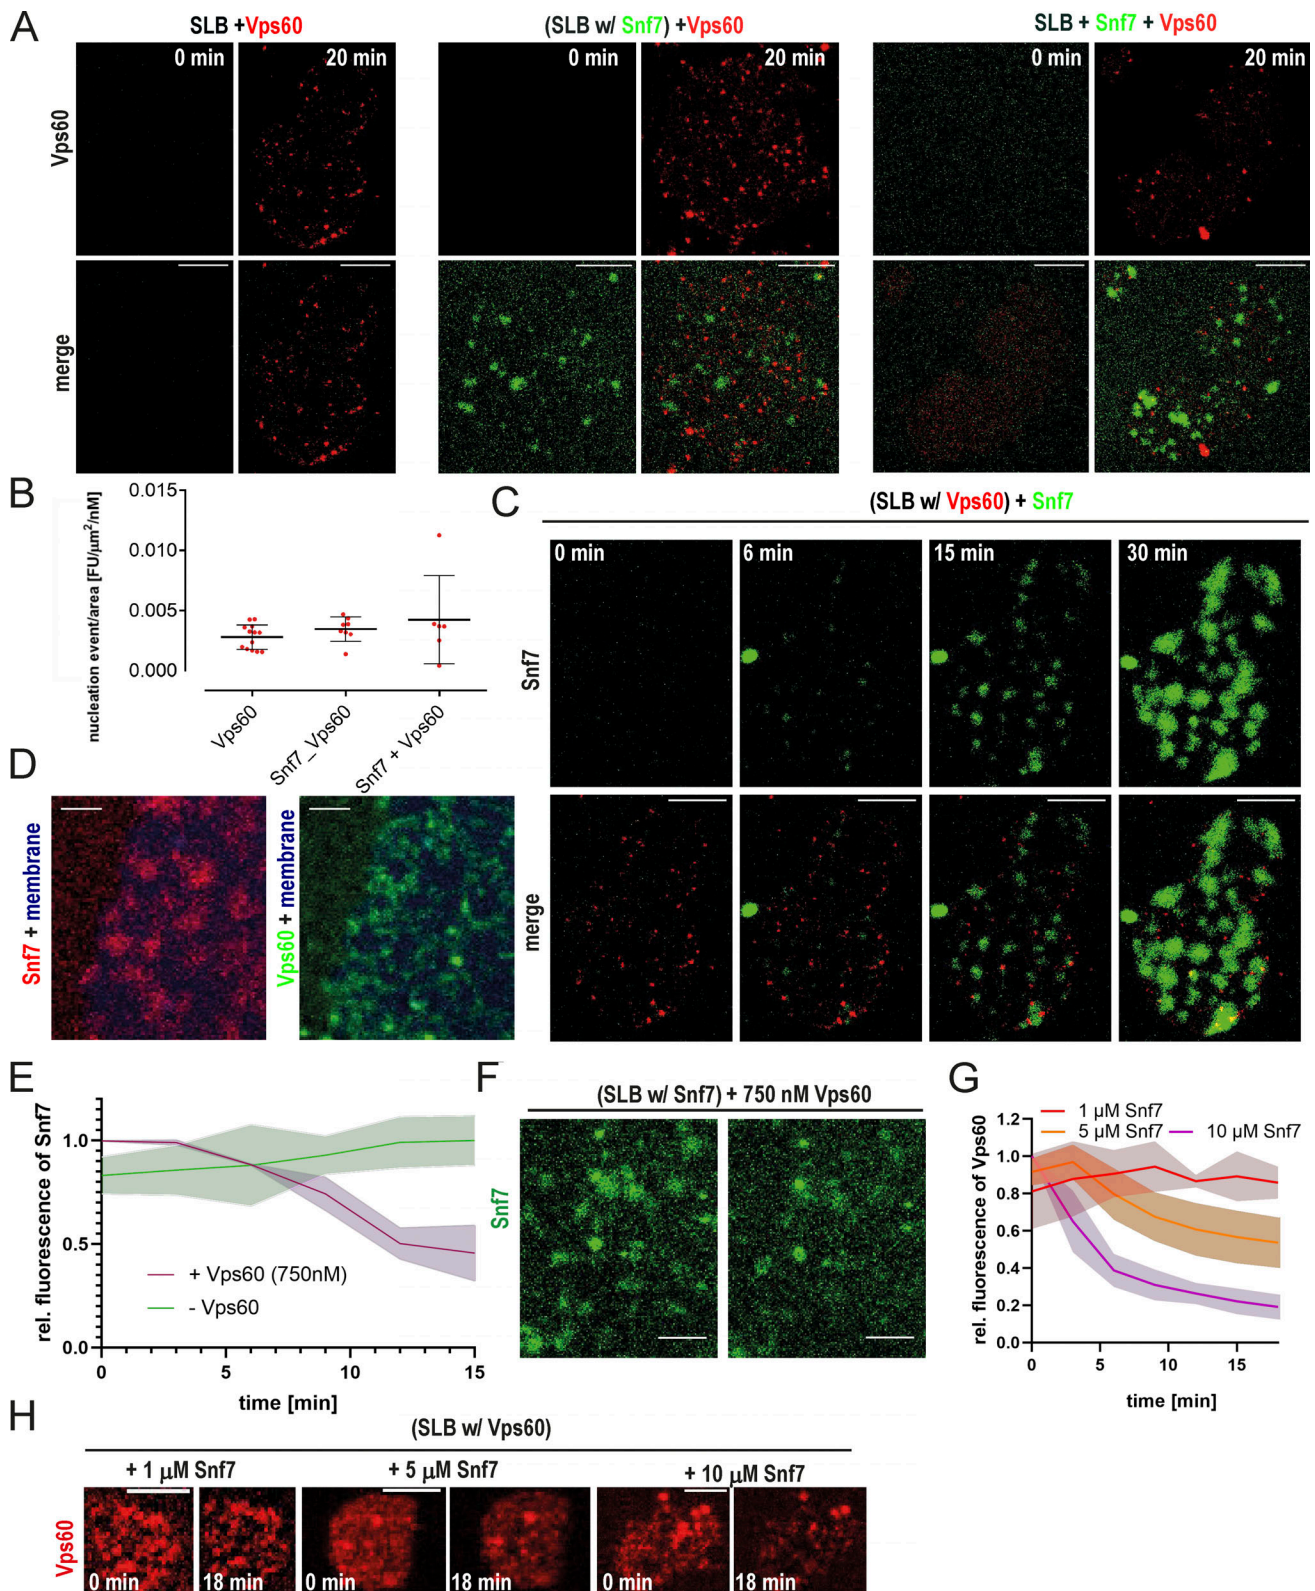 A
SLB +Vps60
(SLB w/ Snf7) +Vps60
SLB + Snf7 + Vps60
Vps60
0 min
20 min
0 min
20 min
0 min
20 min
merge
B
nucleation event/area [FU/µm²/nM]
0.015
0.010
0.005
0.000
Vps60
Snf7_Vps60
Snf7 + Vps60
C
(SLB w/ Vps60) + Snf7
Snf7
0 min
6 min
15 min
30 min
merge
D
Snf7 + membrane
Vps60 + membrane
E
rel. fluorescence of Snf7
1.0
0.5
0.0
+ Vps60 (750nM)
- Vps60
0
5
10
15
time [min]
F
(SLB w/ Snf7) + 750 nM Vps60
Snf7
G
rel. fluorescence of Vps60
1.2
1.0
0.8
0.6
0.4
0.2
0.0
1 µM Snf7
5 µM Snf7
10 µM Snf7
0
5
10
15
time [min]
H
(SLB w/ Vps60)
+ 1 µM Snf7
+ 5 µM Snf7
+ 10 µM Snf7
Vps60
0 min
18 min
0 min
18 min
0 min
18 min